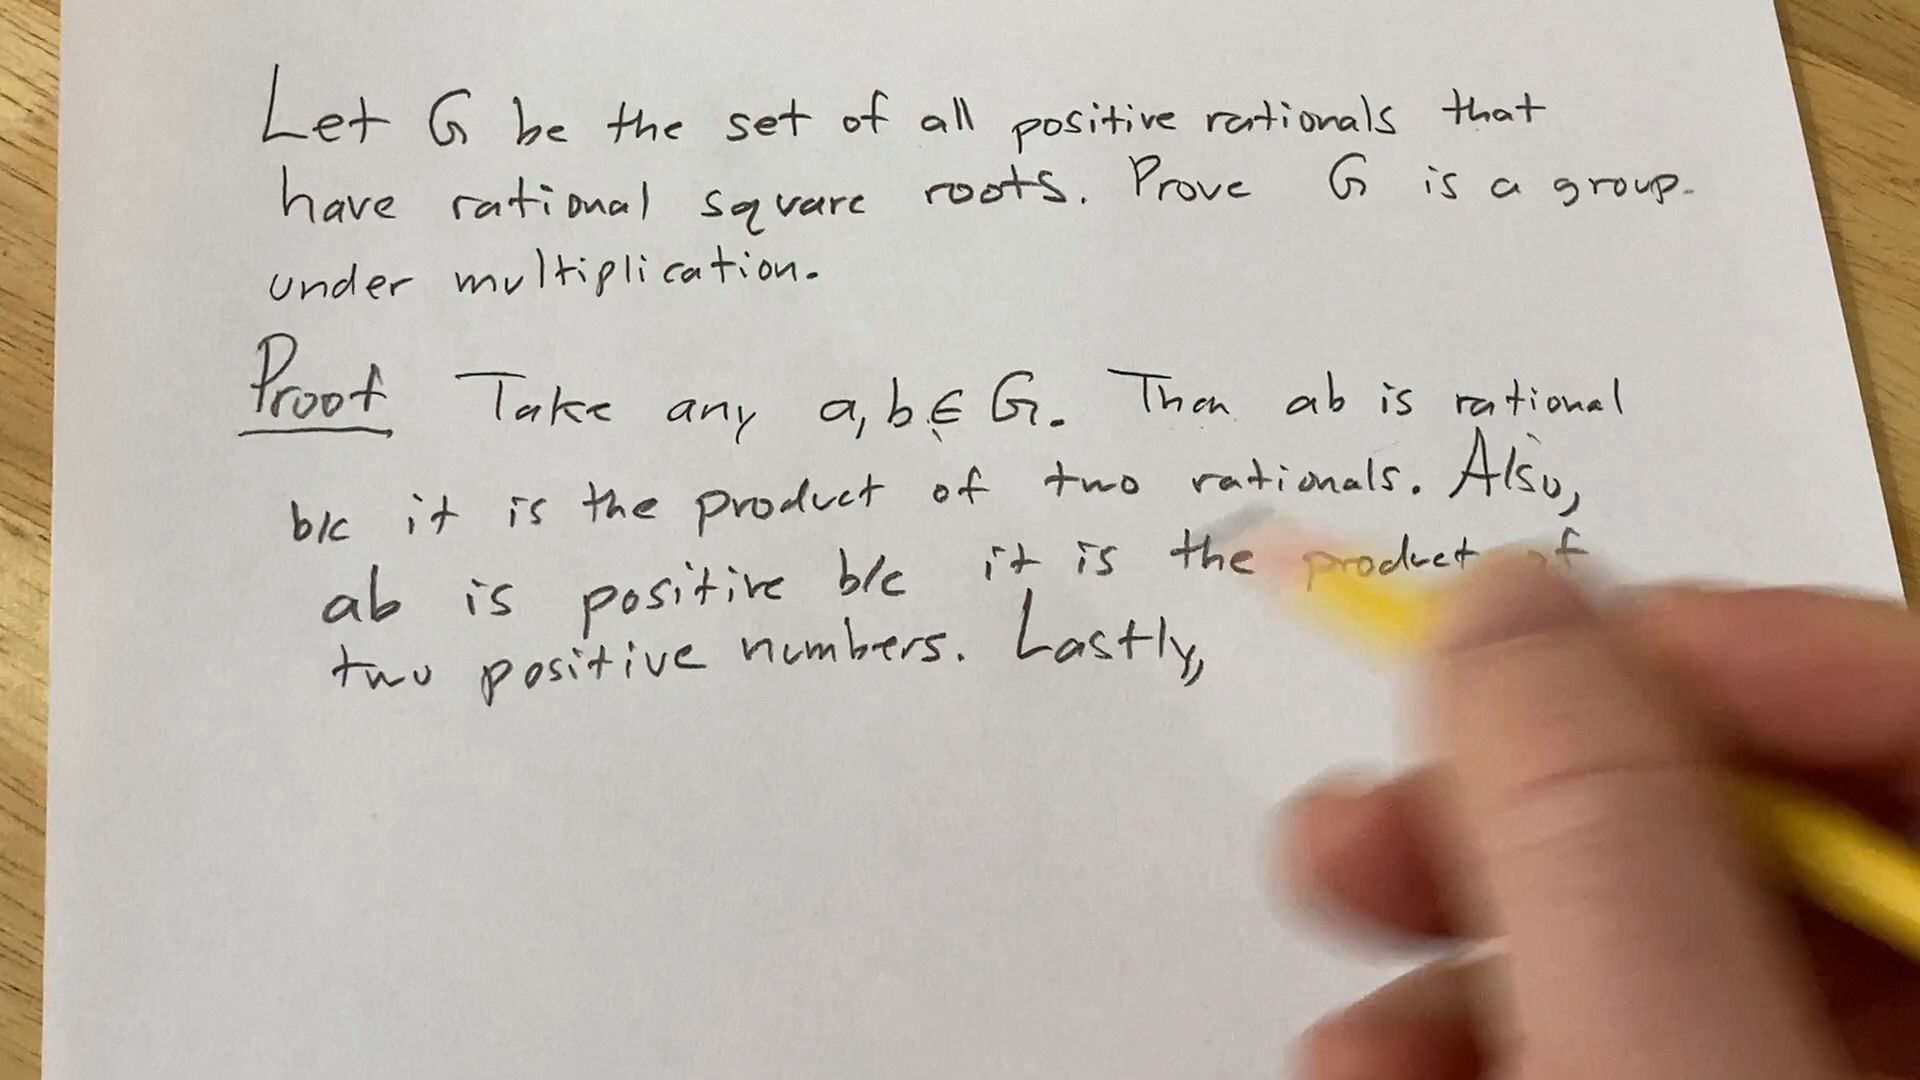 Let G be the set of all positive rationals that
have rational square roots. Prove G is a group
under multiplication.
Proof Take any a, b ∈ G. Then ab is rational
b/c it is the product of two rationals. Also,
ab is positive b/c it is the product of
two positive numbers. Lastly,